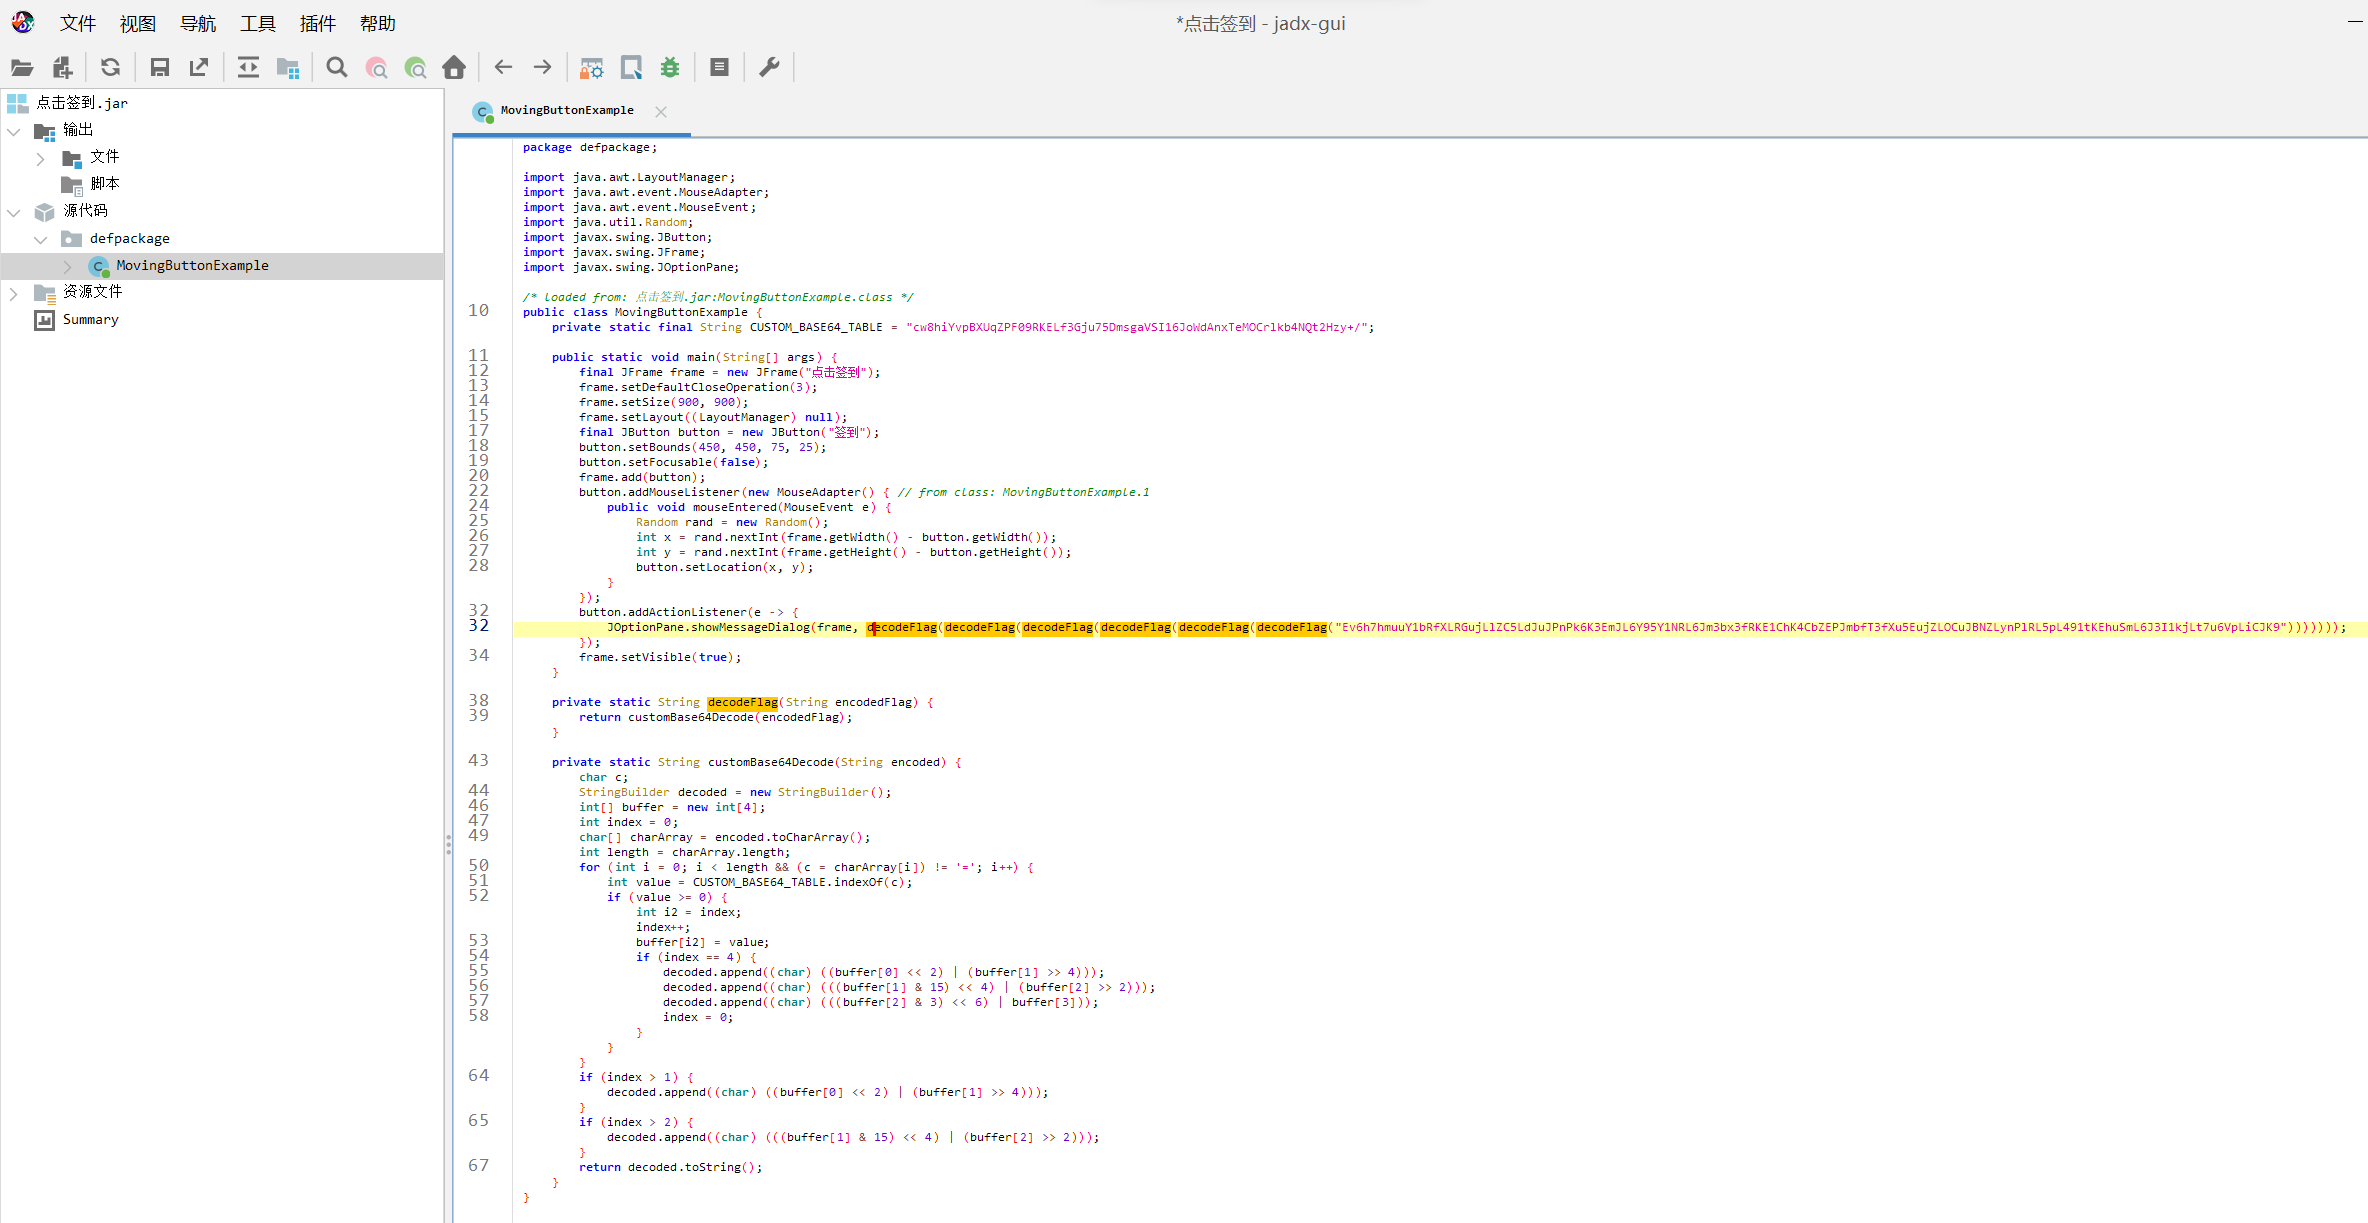 文件 视图 导航 工具 插件 帮助
*点击签到 - jadx-gui
点击签到.jar
输出
文件
脚本
源代码
defpackage
MovingButtonExample
资源文件
Summary
MovingButtonExample
package defpackage;
import java.awt.LayoutManager;
import java.awt.event.MouseAdapter;
import java.awt.event.MouseEvent;
import java.util.Random;
import javax.swing.JButton;
import javax.swing.JFrame;
import javax.swing.JOptionPane;
/* loaded from: 点击签到.jar:MovingButtonExample.class */
10 public class MovingButtonExample {
private static final String CUSTOM_BASE64_TABLE = "cw8hiYvpBXUqZPF09RKELf3Gju75DmsgaVSI16JoWdAnxTeMOCrlkb4NQt2Hzy+/";
11 public static void main(String[] args) {
12 final JFrame frame = new JFrame("点击签到");
13 frame.setDefaultCloseOperation(3);
14 frame.setSize(900, 900);
15 frame.setLayout((LayoutManager) null);
17 final JButton button = new JButton("签到");
18 button.setBounds(450, 450, 75, 25);
19 button.setFocusable(false);
20 frame.add(button);
22 button.addMouseListener(new MouseAdapter() { // from class: MovingButtonExample.1
24 public void mouseEntered(MouseEvent e) {
25 Random rand = new Random();
26 int x = rand.nextInt(frame.getWidth() - button.getWidth());
27 int y = rand.nextInt(frame.getHeight() - button.getHeight());
28 button.setLocation(x, y);
}
});
32 button.addActionListener(e -> {
32 JOptionPane.showMessageDialog(frame, decodeFlag(decodeFlag(decodeFlag(decodeFlag(decodeFlag(decodeFlag("Ev6h7hmuuY1bRfXLRGujLlZC5LdJuJPnPk6K3EmJL6Y95Y1NRL6Jm3bx3fRKE1ChK4CbZEPJmbfT3fXu5EujZLOCuJBNZLynPlRL5pL491tKEhuSmL6J3I1kjLt7u6VpLiCJK9")))))));
});
34 frame.setVisible(true);
}
38 private static String decodeFlag(String encodedFlag) {
39 return customBase64Decode(encodedFlag);
}
43 private static String customBase64Decode(String encoded) {
char c;
44 StringBuilder decoded = new StringBuilder();
46 int[] buffer = new int[4];
47 int index = 0;
49 char[] charArray = encoded.toCharArray();
int length = charArray.length;
50 for (int i = 0; i < length && (c = charArray[i]) != '='; i++) {
51 int value = CUSTOM_BASE64_TABLE.indexOf(c);
52 if (value >= 0) {
int i2 = index;
index++;
53 buffer[i2] = value;
54 if (index == 4) {
55 decoded.append((char) ((buffer[0] << 2) | (buffer[1] >> 4)));
56 decoded.append((char) (((buffer[1] & 15) << 4) | (buffer[2] >> 2)));
57 decoded.append((char) (((buffer[2] & 3) << 6) | buffer[3]));
58 index = 0;
}
}
}
64 if (index > 1) {
decoded.append((char) ((buffer[0] << 2) | (buffer[1] >> 4)));
}
65 if (index > 2) {
decoded.append((char) (((buffer[1] & 15) << 4) | (buffer[2] >> 2)));
}
67 return decoded.toString();
}
}